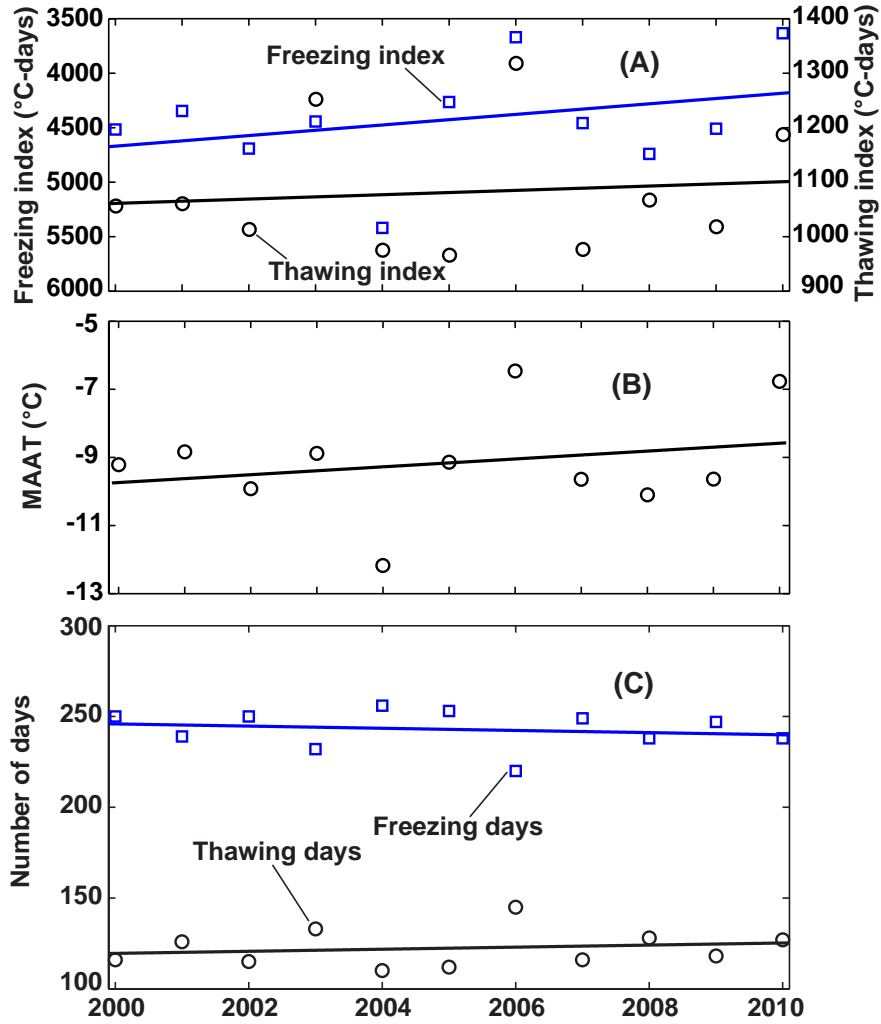 Freezing index (°C-days)
3500
4000
4500
5000
5500
6000
Freezing index
(A)
Thawing index
1400
1300
1200
1100
1000
900
Thawing index (°C-days)
MAAT (°C)
-5
-7
-9
-11
-13
(B)
Number of days
300
250
200
150
100
(C)
Freezing days
Thawing days
2000 2002 2004 2006 2008 2010